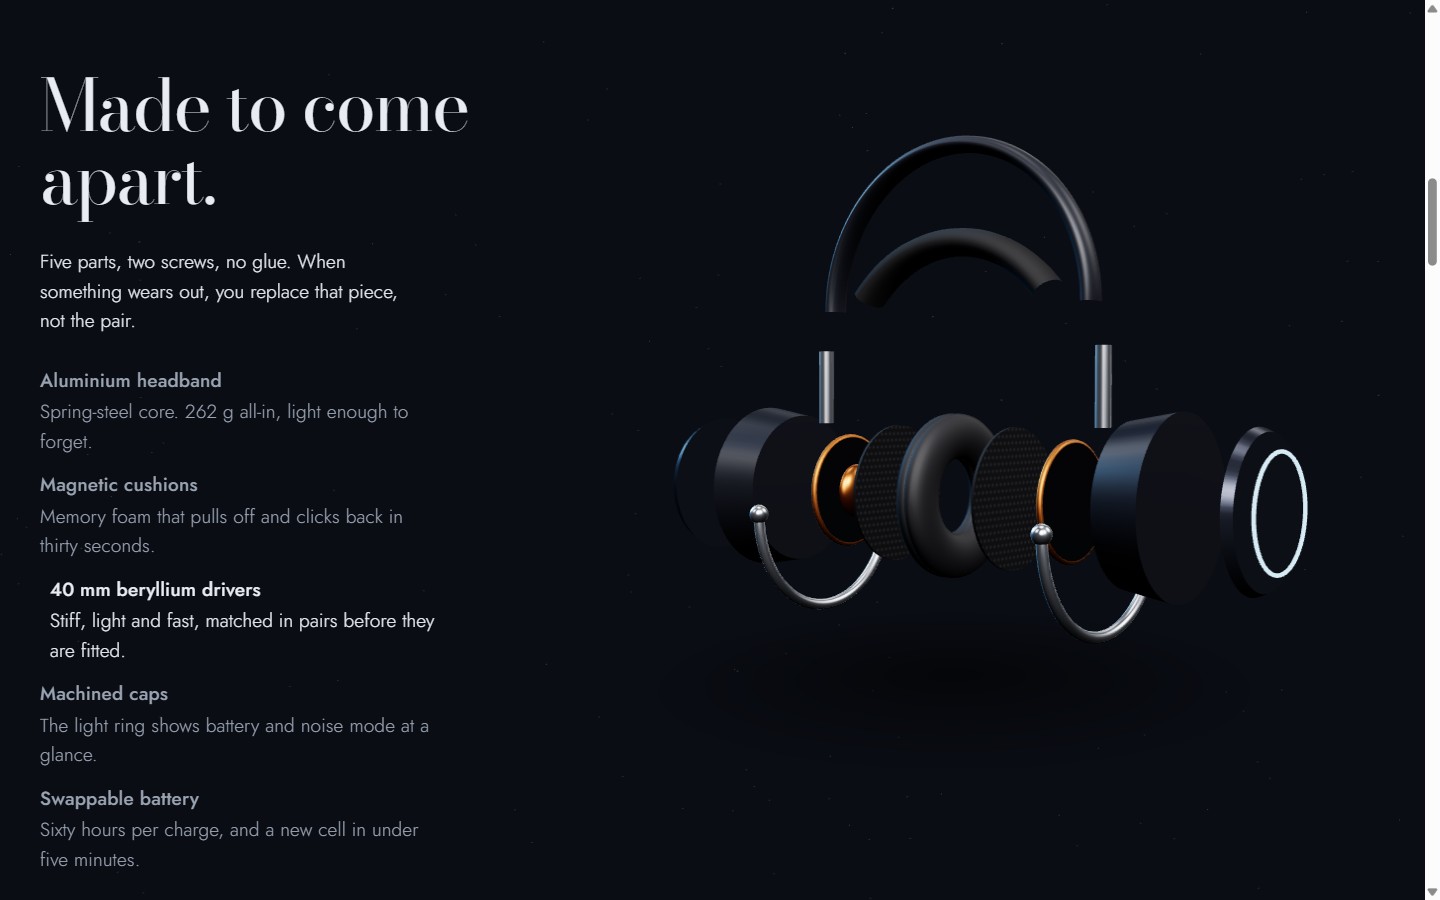 Made to come
apart.
Five parts, two screws, no glue. When
something wears out, you replace that piece,
not the pair.
Aluminium headband
Spring-steel core. 262 g all-in, light enough to
forget.
Magnetic cushions
Memory foam that pulls off and clicks back in
thirty seconds.
40 mm beryllium drivers
Stiff, light and fast, matched in pairs before they
are fitted.
Machined caps
The light ring shows battery and noise mode at a
glance.
Swappable battery
Sixty hours per charge, and a new cell in under
five minutes.